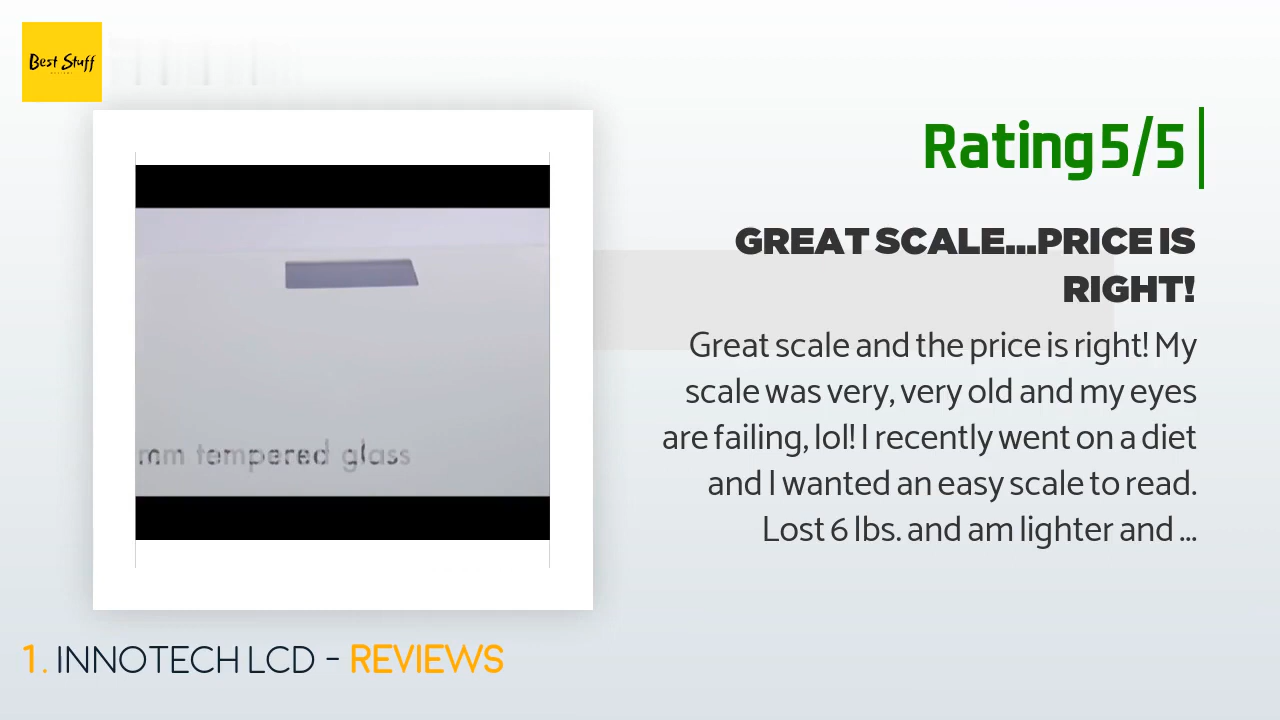 Best Stuff
Rating 5/5
GREAT SCALE...PRICE IS
RIGHT!
Great scale and the price is right! My
scale was very, very old and my eyes
are failing, lol! I recently went on a diet
and I wanted an easy scale to read.
Lost 6 lbs. and am lighter and ...
mm tempered glass
1. INNOTECH LCD - REVIEWS